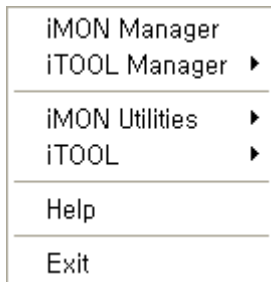 iMON Manager
iTOOL Manager
iMON Utilities
iTOOL
Help
Exit